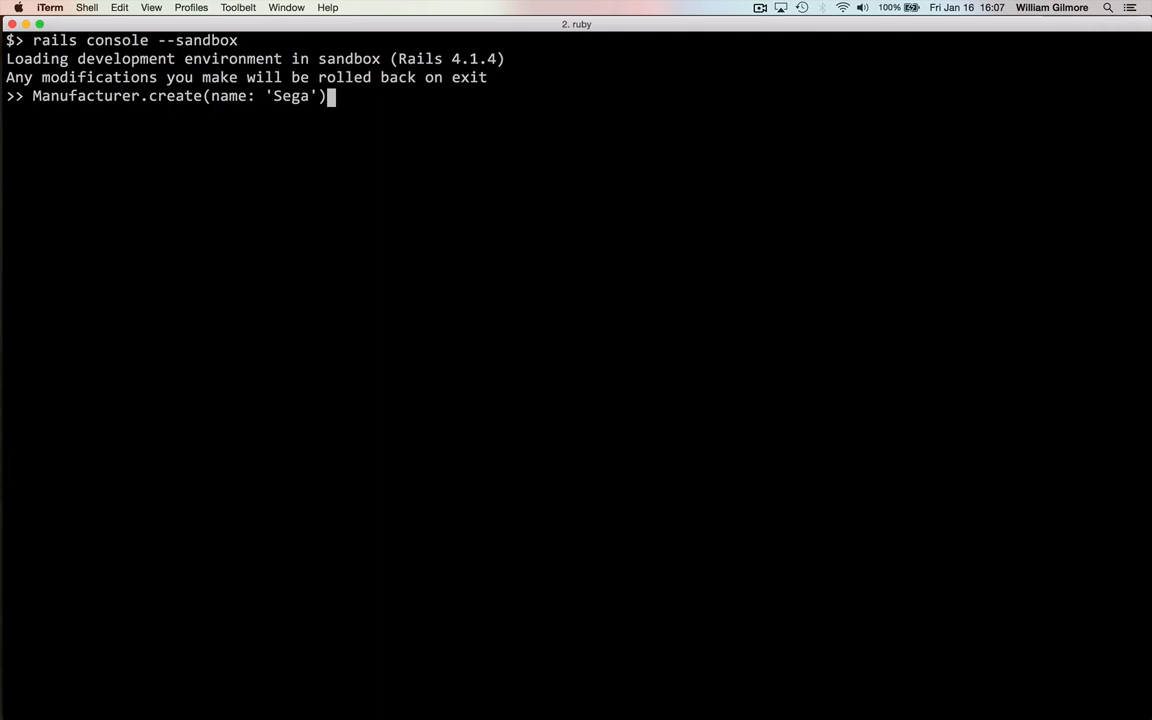 iTerm Shell Edit View Profiles Toolbelt Window Help 100% Fri Jan 16 16:07 William Gilmore
2. ruby
$> rails console --sandbox
Loading development environment in sandbox (Rails 4.1.4)
Any modifications you make will be rolled back on exit
>> Manufacturer.create(name: 'Sega')